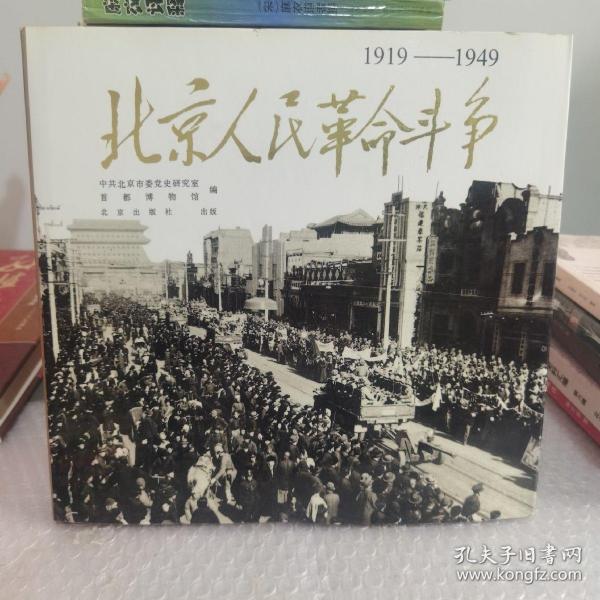 1919——1949
北京人民革命斗争
中共北京市委党史研究室
首都博物馆 编
北京出版社 出版
孔夫子旧书网
www.kongfz.com